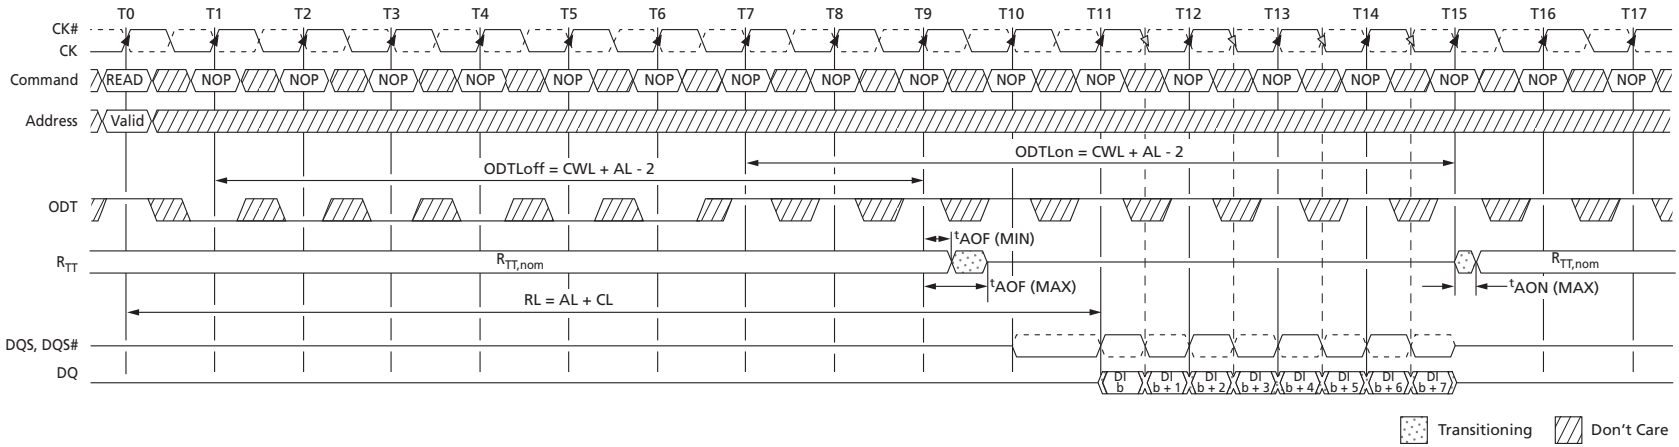 T0 T1 T2 T3 T4 T5 T6 T7 T8 T9 T10 T11 T12 T13 T14 T15 T16 T17
CK#
CK
Command READ NOP NOP NOP NOP NOP NOP NOP NOP NOP NOP NOP NOP NOP NOP NOP NOP NOP
Address Valid
ODTLon = CWL + AL - 2
ODTLoff = CWL + AL - 2
ODT
tAOF (MIN)
RTT RTT,nom RTT,nom
tAOF (MAX) tAON (MAX)
RL = AL + CL
DQS, DQS#
DQ DI b DI b + 1 DI b + 2 DI b + 3 DI b + 4 DI b + 5 DI b + 6 DI b + 7
Transitioning Don't Care